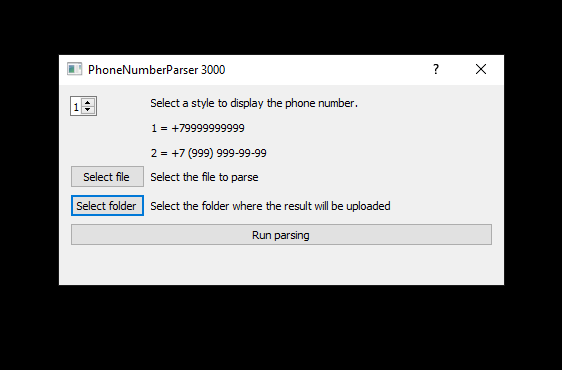 PhoneNumberParser 3000
?
1
Select a style to display the phone number.
1 = +79999999999
2 = +7 (999) 999-99-99
Select file
Select the file to parse
Select folder
Select the folder where the result will be uploaded
Run parsing